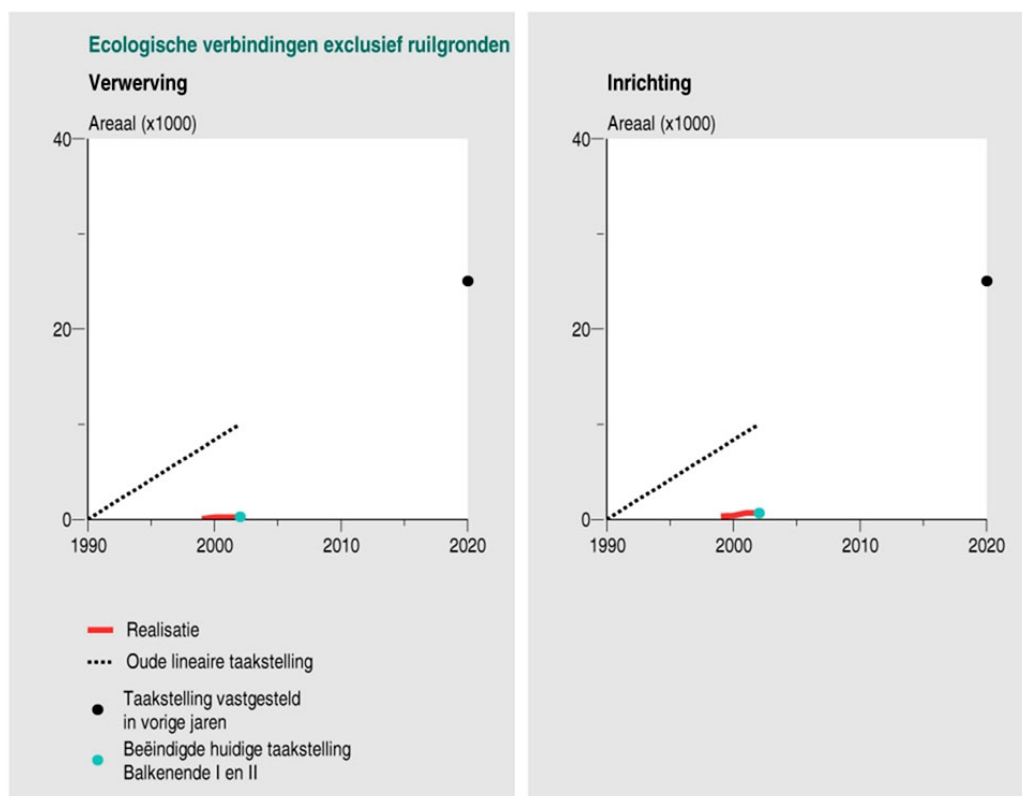 Ecologische verbindingen exclusief ruilgronden
Verwerving
Areaal (x1000)
40
20
0
1990
2000
2010
2020
Realisatie
Oude lineaire taakstelling
Taakstelling vastgesteld
in vorige jaren
Beëindigde huidige taakstelling
Balkenende I en II
Inrichting
Areaal (x1000)
40
20
0
1990
2000
2010
2020